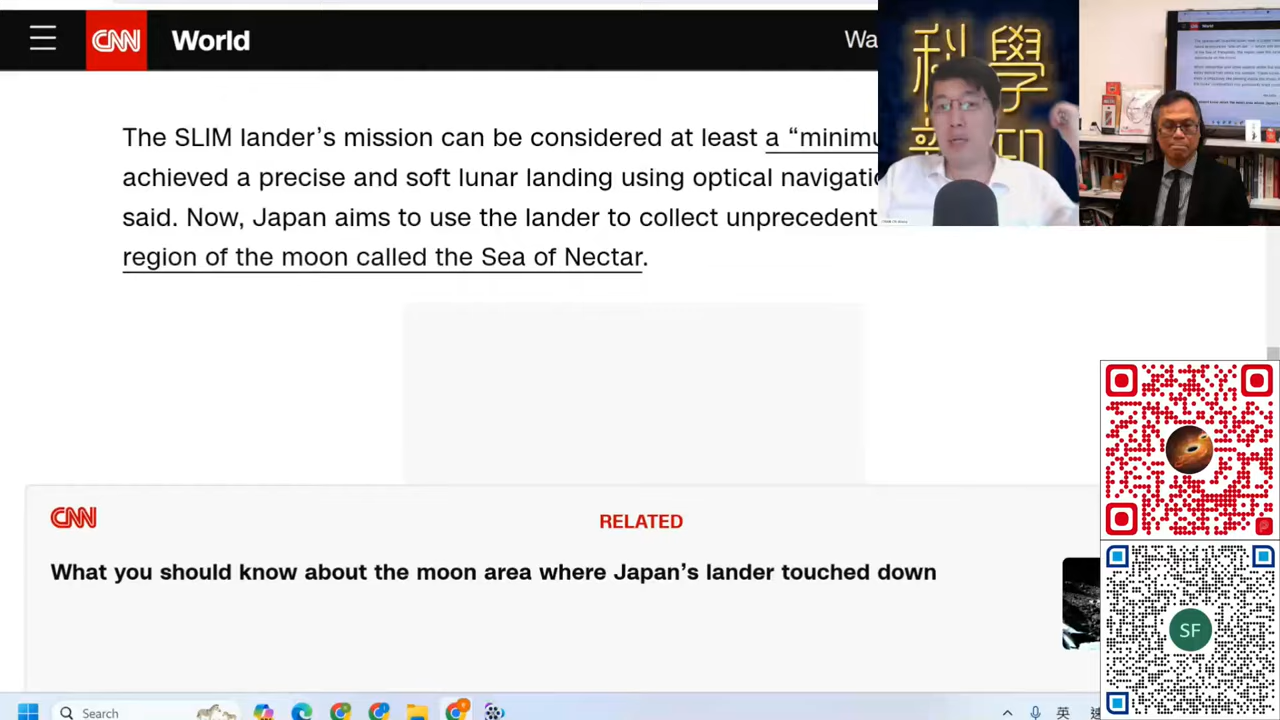 CNN World Wa
The SLIM lander’s mission can be considered at least a “minimu
achieved a precise and soft lunar landing using optical navigati
said. Now, Japan aims to use the lander to collect unprecedent
region of the moon called the Sea of Nectar.
科學
CNN
RELATED
What you should know about the moon area where Japan’s lander touched down
SF
Search
英